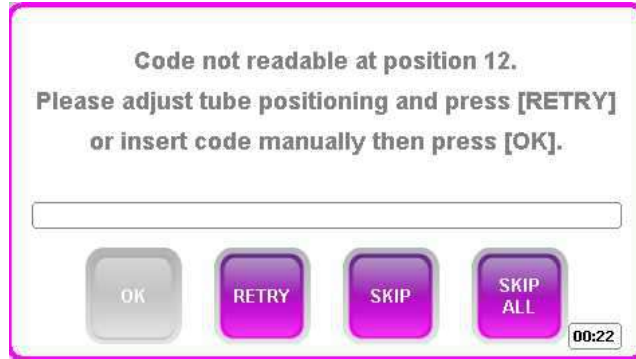 Code not readable at position 12.
Please adjust tube positioning and press [RETRY]
or insert code manually then press [OK].
OK
RETRY
SKIP
SKIP
ALL
00:22